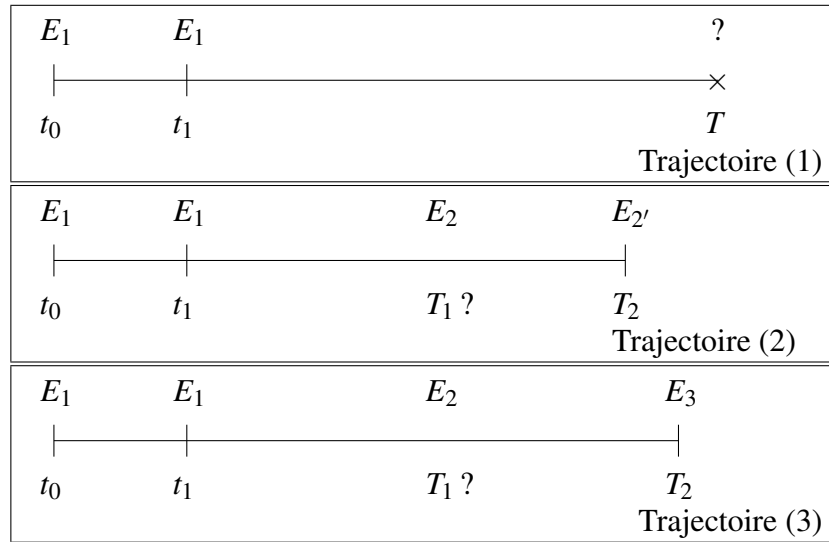 E₁ E₁ ?
t₀ t₁ T
Trajectoire (1)
E₁ E₁ E₂ E₂′
t₀ t₁ T₁ ? T₂
Trajectoire (2)
E₁ E₁ E₂ E₃
t₀ t₁ T₁ ? T₂
Trajectoire (3)